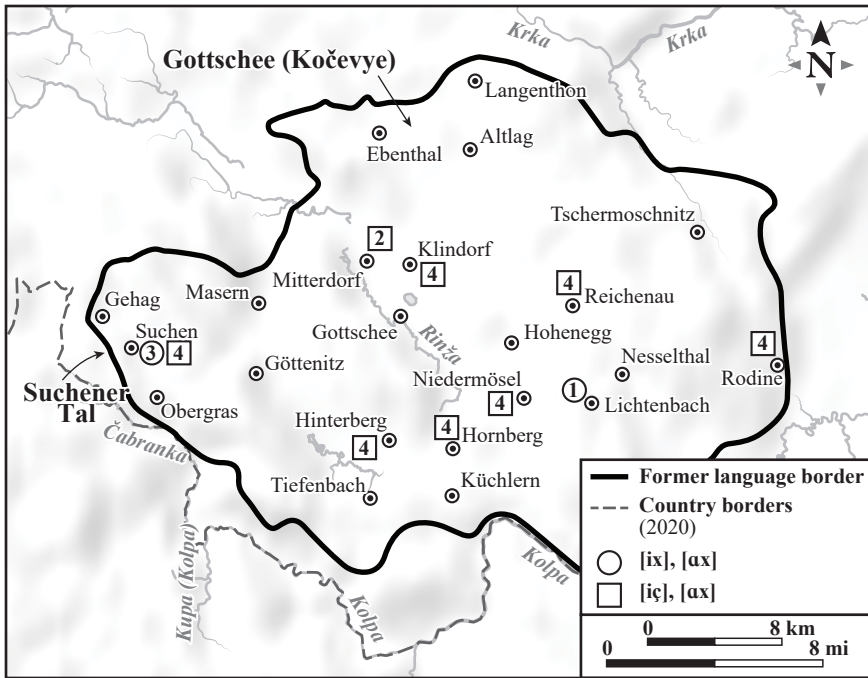 Krka
Krka
N
Gottschee (Kočevye)
Langenthon
Ebenthal
Altlag
Tschermoschnitz
2
Klindorf
4
Mitterdorf
Masern
Gehag
4
Reichenau
Suchen
3 4
Gottschee
Rinža
Hohenegg
4
Rodine
Suchener
Tal
Göttenitz
Nesselthal
Niedermösel
4
1
Lichtenbach
Obergras
Čabranka
Hinterberg
4
4
Hornberg
Tiefenbach
Küchlern
Kupa (Kolpa)
Kolpa
Kolpa
Former language border
Country borders
(2020)
[ix], [ɑx]
[iç], [ɑx]
0 8 km
0 8 mi